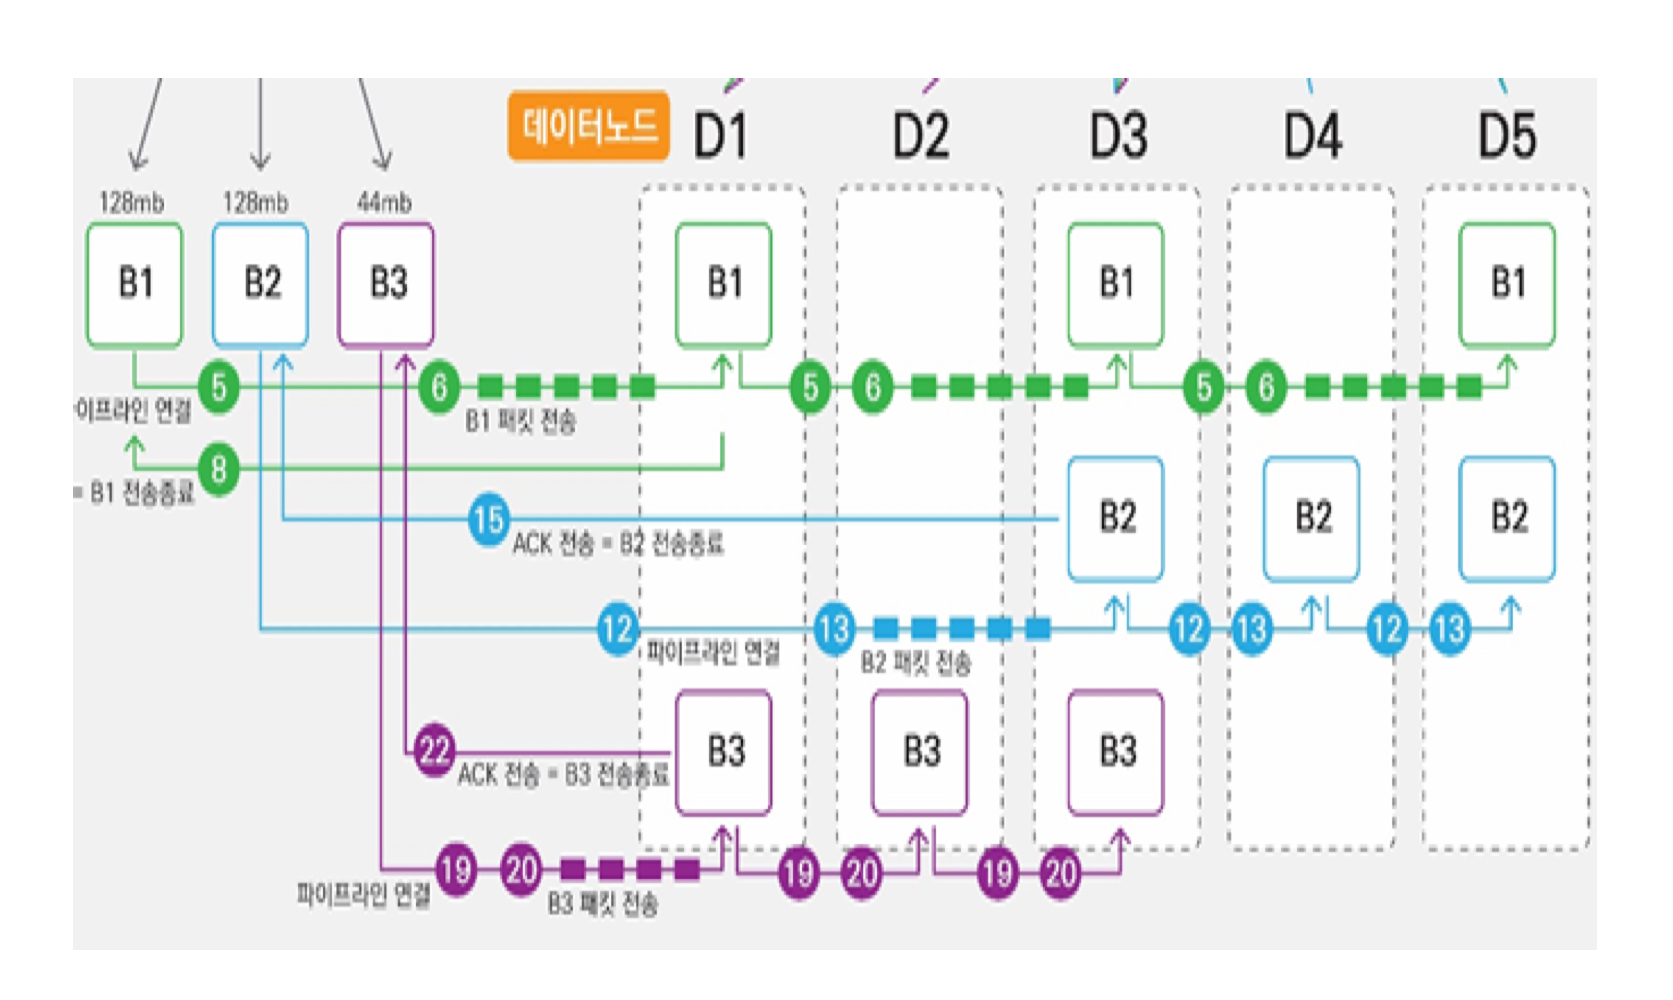 데이터노드 D1 D2 D3 D4 D5
128mb 128mb 44mb
B1 B2 B3 B1 B1 B1
5 6 5 6 5 6
이프라인 연결
B1 패킷 전송
8
= B1 전송종료
B2 B2 B2
15
ACK 전송 = B2 전송종료
12 13 12 13 12 13
파이프라인 연결
B2 패킷 전송
B3 B3 B3
22
ACK 전송 = B3 전송종료
19 20 19 20 19 20
파이프라인 연결
B3 패킷 전송